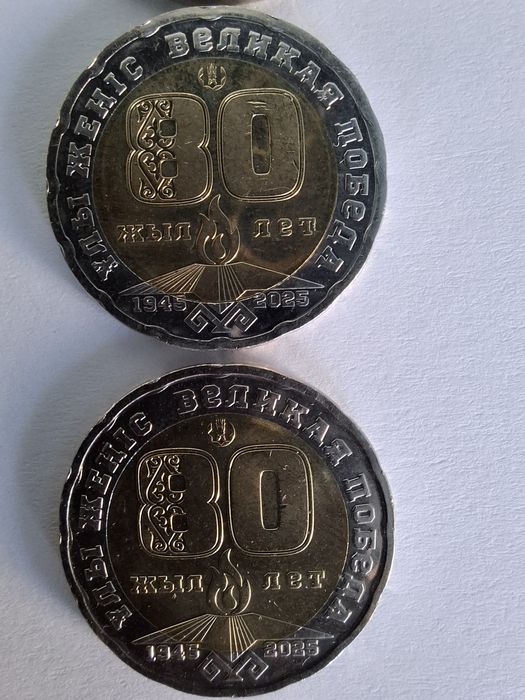 ҰЛЫ ЖЕҢІС ВЕЛИКАЯ ПОБЕДА
80
ЖЫЛ ЛЕТ
1945 2025
ҰЛЫ ЖЕҢІС ВЕЛИКАЯ ПОБЕДА
80
ЖЫЛ ЛЕТ
1945 2025